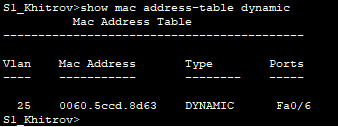 S1_Khitrov>show mac address-table dynamic
          Mac Address Table
-------------------------------------------

Vlan    Mac Address       Type        Ports
----    -----------       --------    -----

  25    0060.5ccd.8d63    DYNAMIC     Fa0/6
S1_Khitrov>